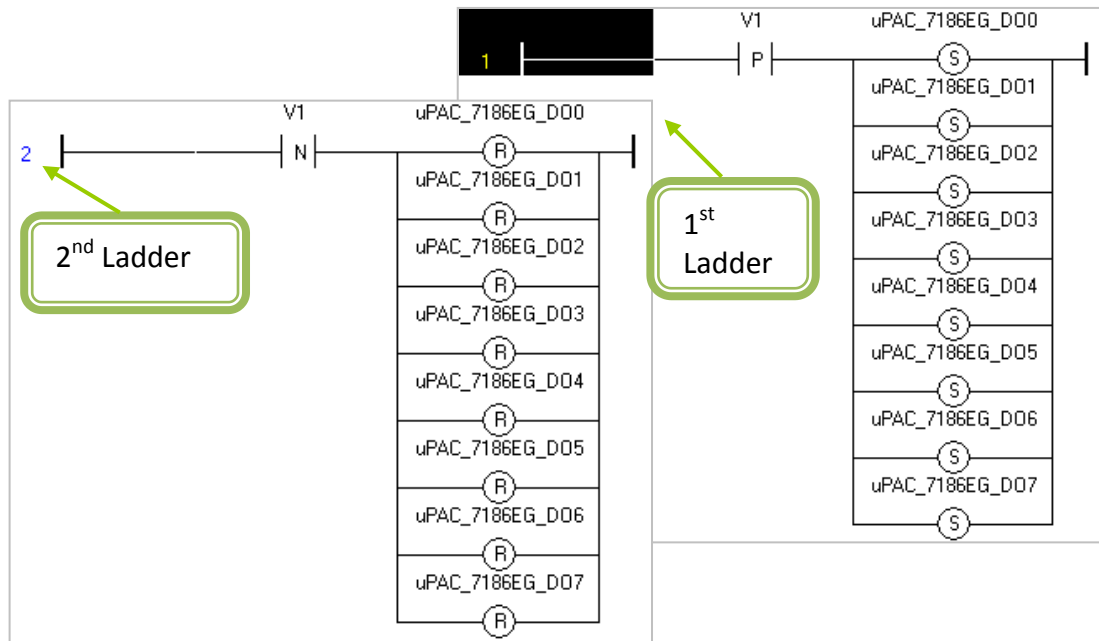 V1
uPAC_7186EG_DO0
1
P
S
uPAC_7186EG_DO1
S
uPAC_7186EG_DO2
S
uPAC_7186EG_DO3
S
uPAC_7186EG_DO4
S
uPAC_7186EG_DO5
S
uPAC_7186EG_DO6
S
uPAC_7186EG_DO7
S
1st
Ladder
V1
uPAC_7186EG_DO0
2
N
R
uPAC_7186EG_DO1
R
uPAC_7186EG_DO2
R
uPAC_7186EG_DO3
R
uPAC_7186EG_DO4
R
uPAC_7186EG_DO5
R
uPAC_7186EG_DO6
R
uPAC_7186EG_DO7
R
2nd Ladder